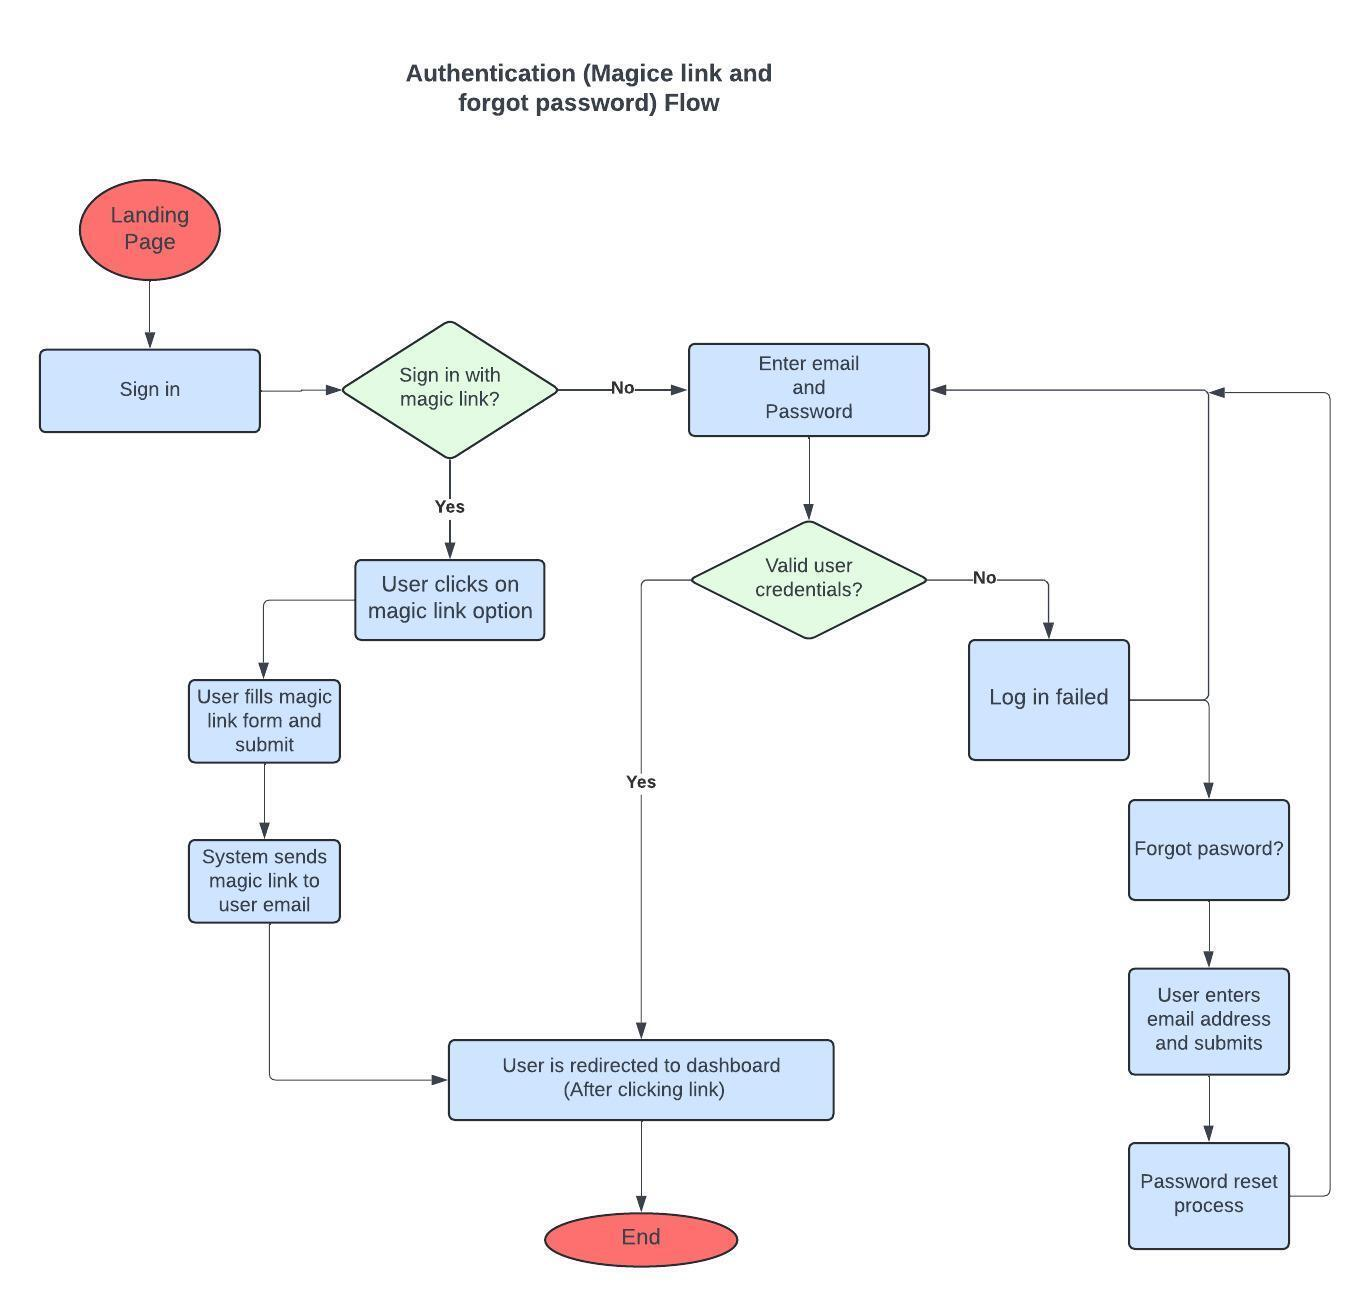 Authentication (Magice link and
forgot password) Flow
Landing
Page
Sign in
Sign in with
magic link?
No
Enter email
and
Password
Yes
User clicks on
magic link option
Valid user
credentials?
No
User fills magic
link form and
submit
Log in failed
Yes
System sends
magic link to
user email
Forgot pasword?
User enters
email address
and submits
User is redirected to dashboard
(After clicking link)
Password reset
process
End